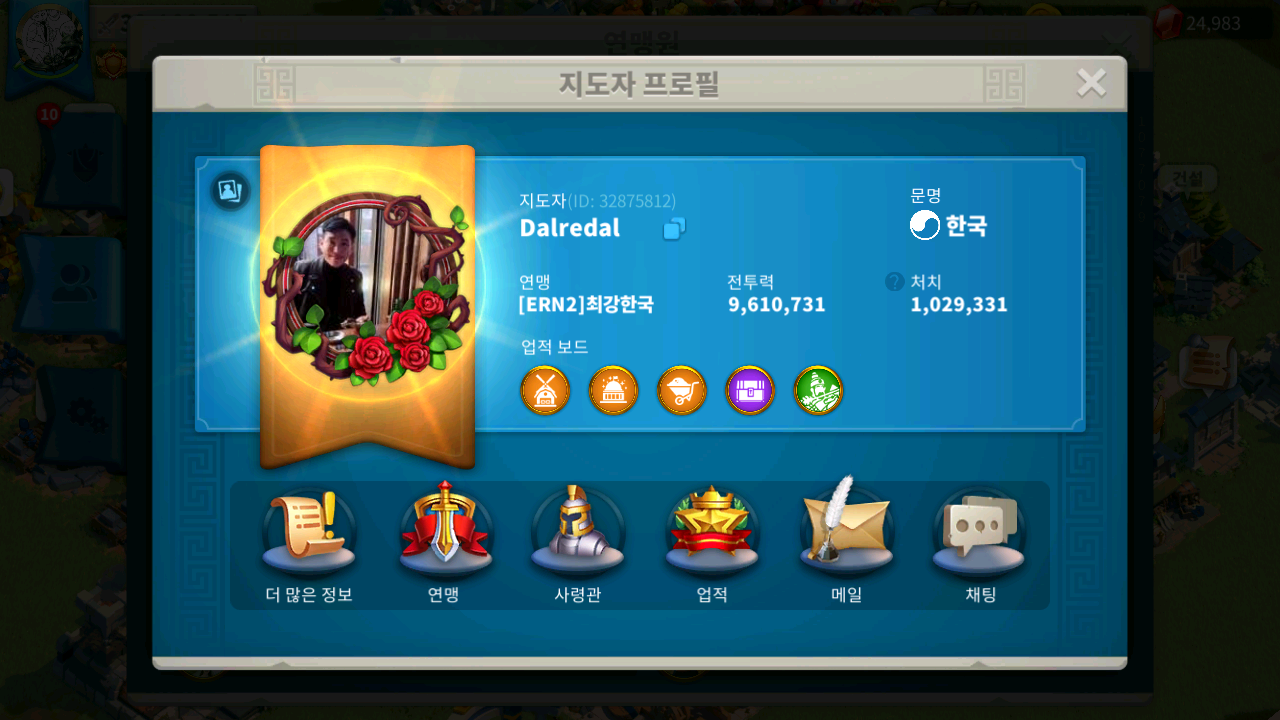 연맹원
24,983
지도자 프로필
10
건설
지도자(ID: 32875812)
Dalredal
문명
한국
연맹
[ERN2]최강한국
전투력
9,610,731
? 처치
1,029,331
업적 보드
더 많은 정보
연맹
사령관
업적
메일
채팅